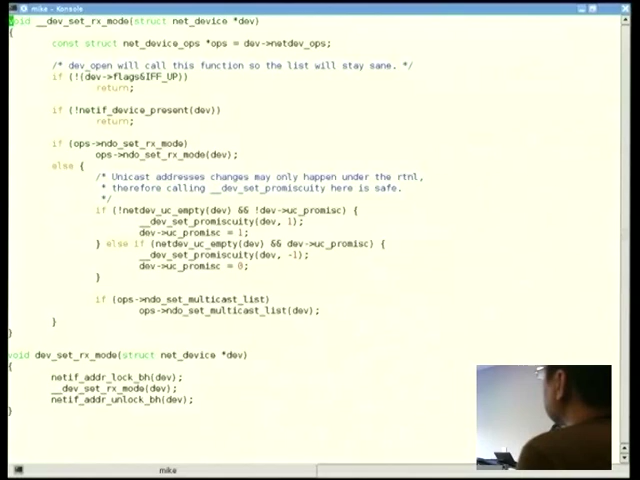 mike - Konsole
void __dev_set_rx_mode(struct net_device *dev)
{
const struct net_device_ops *ops = dev->netdev_ops;
/* dev_open will call this function so the list will stay sane. */
if (!(dev->flags&IFF_UP))
return;
if (!netif_device_present(dev))
return;
if (ops->ndo_set_rx_mode)
ops->ndo_set_rx_mode(dev);
else {
/* Unicast addresses changes may only happen under the rtnl,
* therefore calling __dev_set_promiscuity here is safe.
*/
if (!netdev_uc_empty(dev) && !dev->uc_promisc) {
__dev_set_promiscuity(dev, 1);
dev->uc_promisc = 1;
} else if (netdev_uc_empty(dev) && dev->uc_promisc) {
__dev_set_promiscuity(dev, -1);
dev->uc_promisc = 0;
}
if (ops->ndo_set_multicast_list)
ops->ndo_set_multicast_list(dev);
}
}
void dev_set_rx_mode(struct net_device *dev)
{
netif_addr_lock_bh(dev);
__dev_set_rx_mode(dev);
netif_addr_unlock_bh(dev);
}
mike